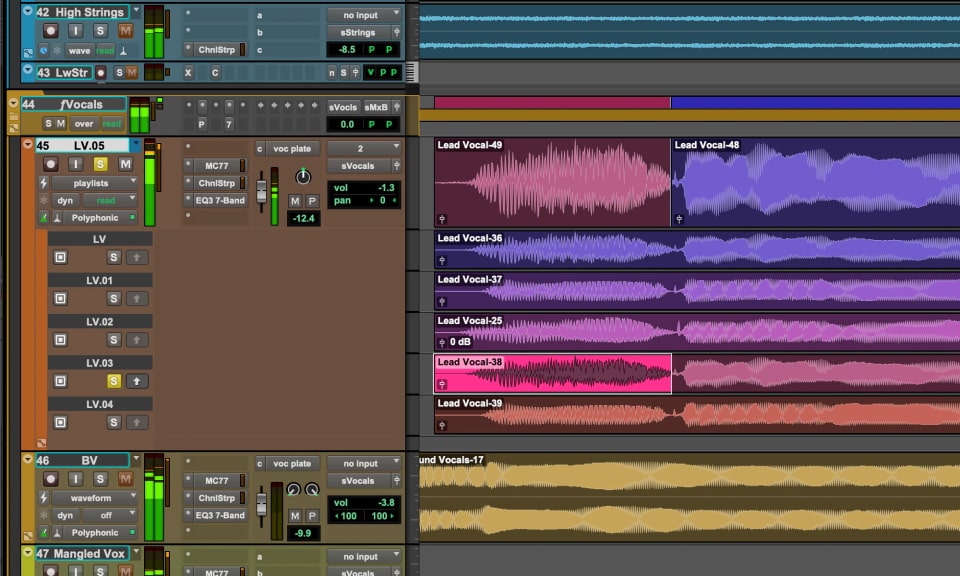 42 High Strings a no input
I S M b sStrings
wave read ChnlStrp c -8.5 P P
43 LwStr S M X C n S V P P
44 ƒVocals sVocls sMxB
S M over read P 7 0.0 P P
45 LV.05 c voc plate 2 Lead Vocal-49 Lead Vocal-48
I S M MC77 sVocals
playlists ChnlStrp vol -1.3
dyn read EQ3 7-Band M P pan 0
Polyphonic -12.4
LV Lead Vocal-36
S
LV.01 Lead Vocal-37
S
LV.02 Lead Vocal-25
S 0 dB
LV.03 Lead Vocal-38
S
LV.04 Lead Vocal-39
S
46 BV c voc plate no input und Vocals-17
I S M MC77 sVocals
waveform ChnlStrp vol -3.8
dyn off EQ3 7-Band M P 100 100
Polyphonic -9.9
47 Mangled Vox a no input
I S M MC77 b sVocals